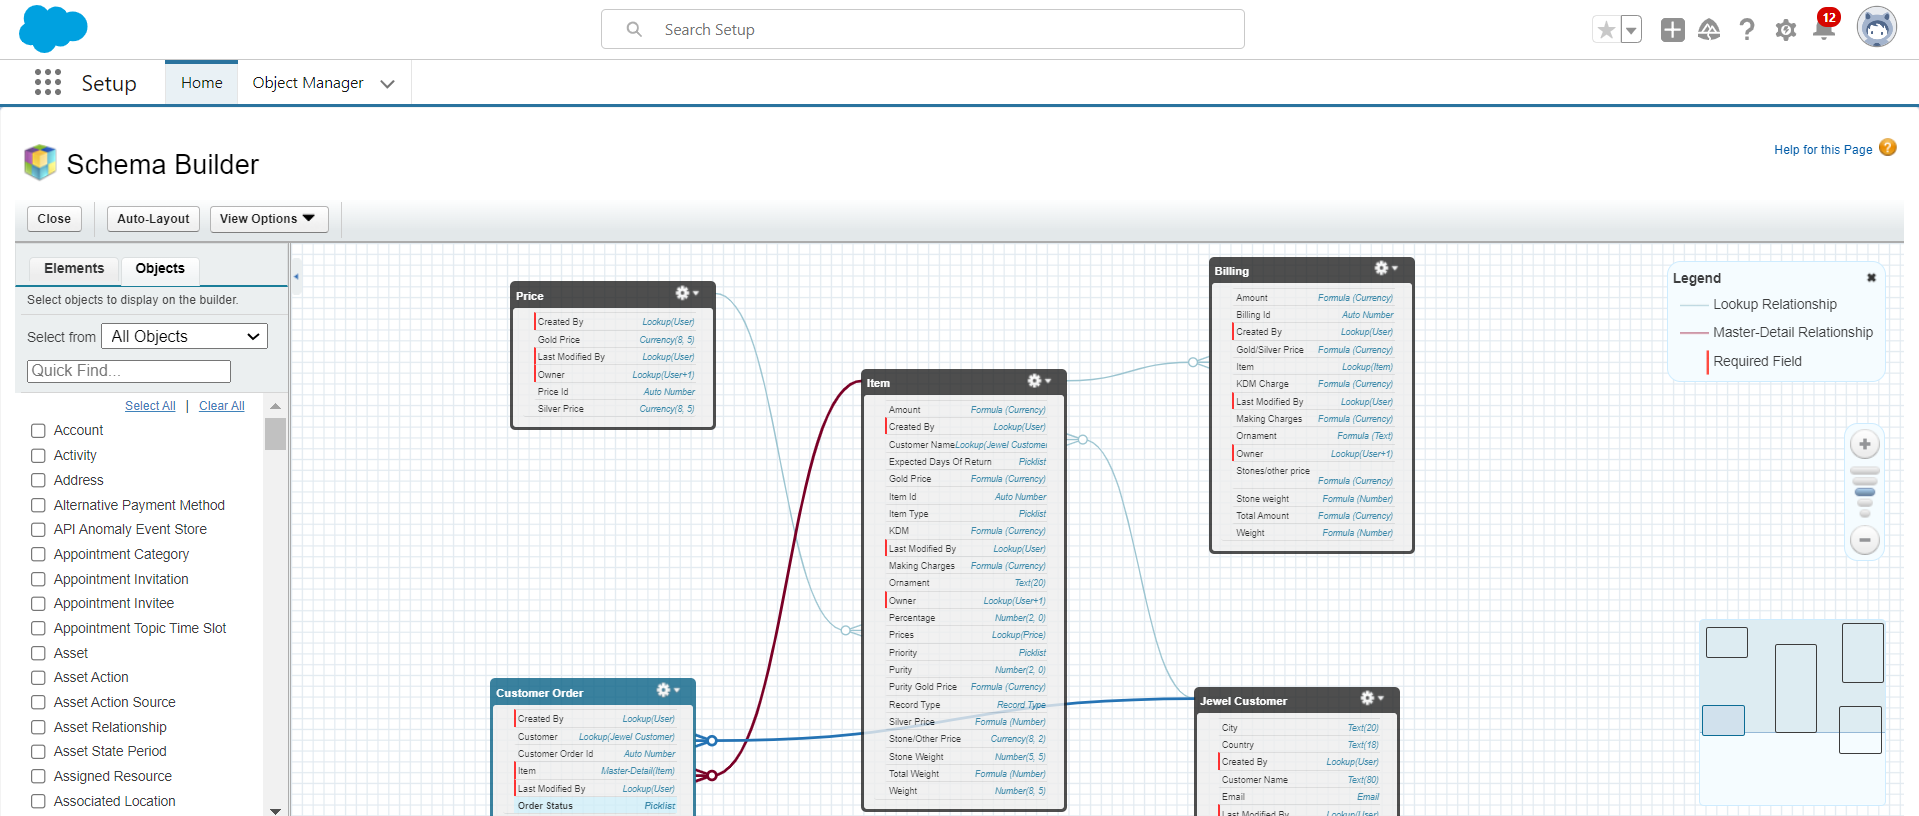 Search Setup
12
Setup
Home
Object Manager
Schema Builder
Help for this Page ?
Close
Auto-Layout
View Options
Elements
Objects
Select objects to display on the builder.
Select from All Objects
Quick Find...
Select All | Clear All
Account
Activity
Address
Alternative Payment Method
API Anomaly Event Store
Appointment Category
Appointment Invitation
Appointment Invitee
Appointment Topic Time Slot
Asset
Asset Action
Asset Action Source
Asset Relationship
Asset State Period
Assigned Resource
Associated Location
Price
Created By Lookup(User)
Gold Price Currency(8, 5)
Last Modified By Lookup(User)
Owner Lookup(User+1)
Price Id Auto Number
Silver Price Currency(8, 5)
Customer Order
Created By Lookup(User)
Customer Lookup(Jewel Customer)
Customer Order Id Auto Number
Item Master-Detail(Item)
Last Modified By Lookup(User)
Order Status Picklist
Item
Amount Formula (Currency)
Created By Lookup(User)
Customer Name Lookup(Jewel Customer
Expected Days Of Return Picklist
Gold Price Formula (Currency)
Item Id Auto Number
Item Type Picklist
KDM Formula (Currency)
Last Modified By Lookup(User)
Making Charges Formula (Currency)
Ornament Text(20)
Owner Lookup(User+1)
Percentage Number(2, 0)
Prices Lookup(Price)
Priority Picklist
Purity Number(2, 0)
Purity Gold Price Formula (Currency)
Record Type Record Type
Silver Price Formula (Number)
Stone/Other Price Currency(8, 2)
Stone Weight Number(5, 5)
Total Weight Formula (Number)
Weight Number(8, 5)
Billing
Amount Formula (Currency)
Billing Id Auto Number
Created By Lookup(User)
Gold/Silver Price Formula (Currency)
Item Lookup(Item)
KDM Charge Formula (Currency)
Last Modified By Lookup(User)
Making Charges Formula (Currency)
Ornament Formula (Text)
Owner Lookup(User+1)
Stones/other price
Formula (Currency)
Stone weight Formula (Number)
Total Amount Formula (Currency)
Weight Formula (Number)
Jewel Customer
City Text(20)
Country Text(18)
Created By Lookup(User)
Customer Name Text(80)
Email Email
Last Modified By Lookup(User)
Legend
Lookup Relationship
Master-Detail Relationship
Required Field